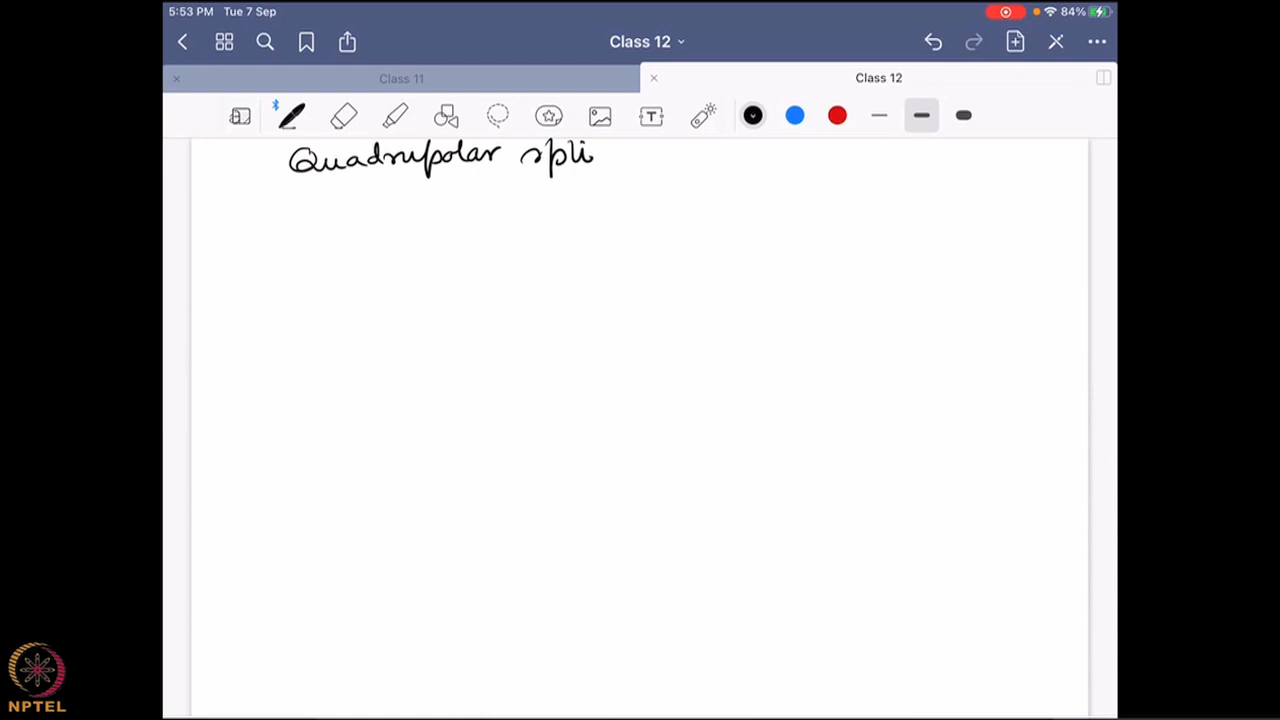 5:53 PM Tue 7 Sep
84%
Class 12
Class 11
Class 12
T
Quadrupolar spli
NPTEL